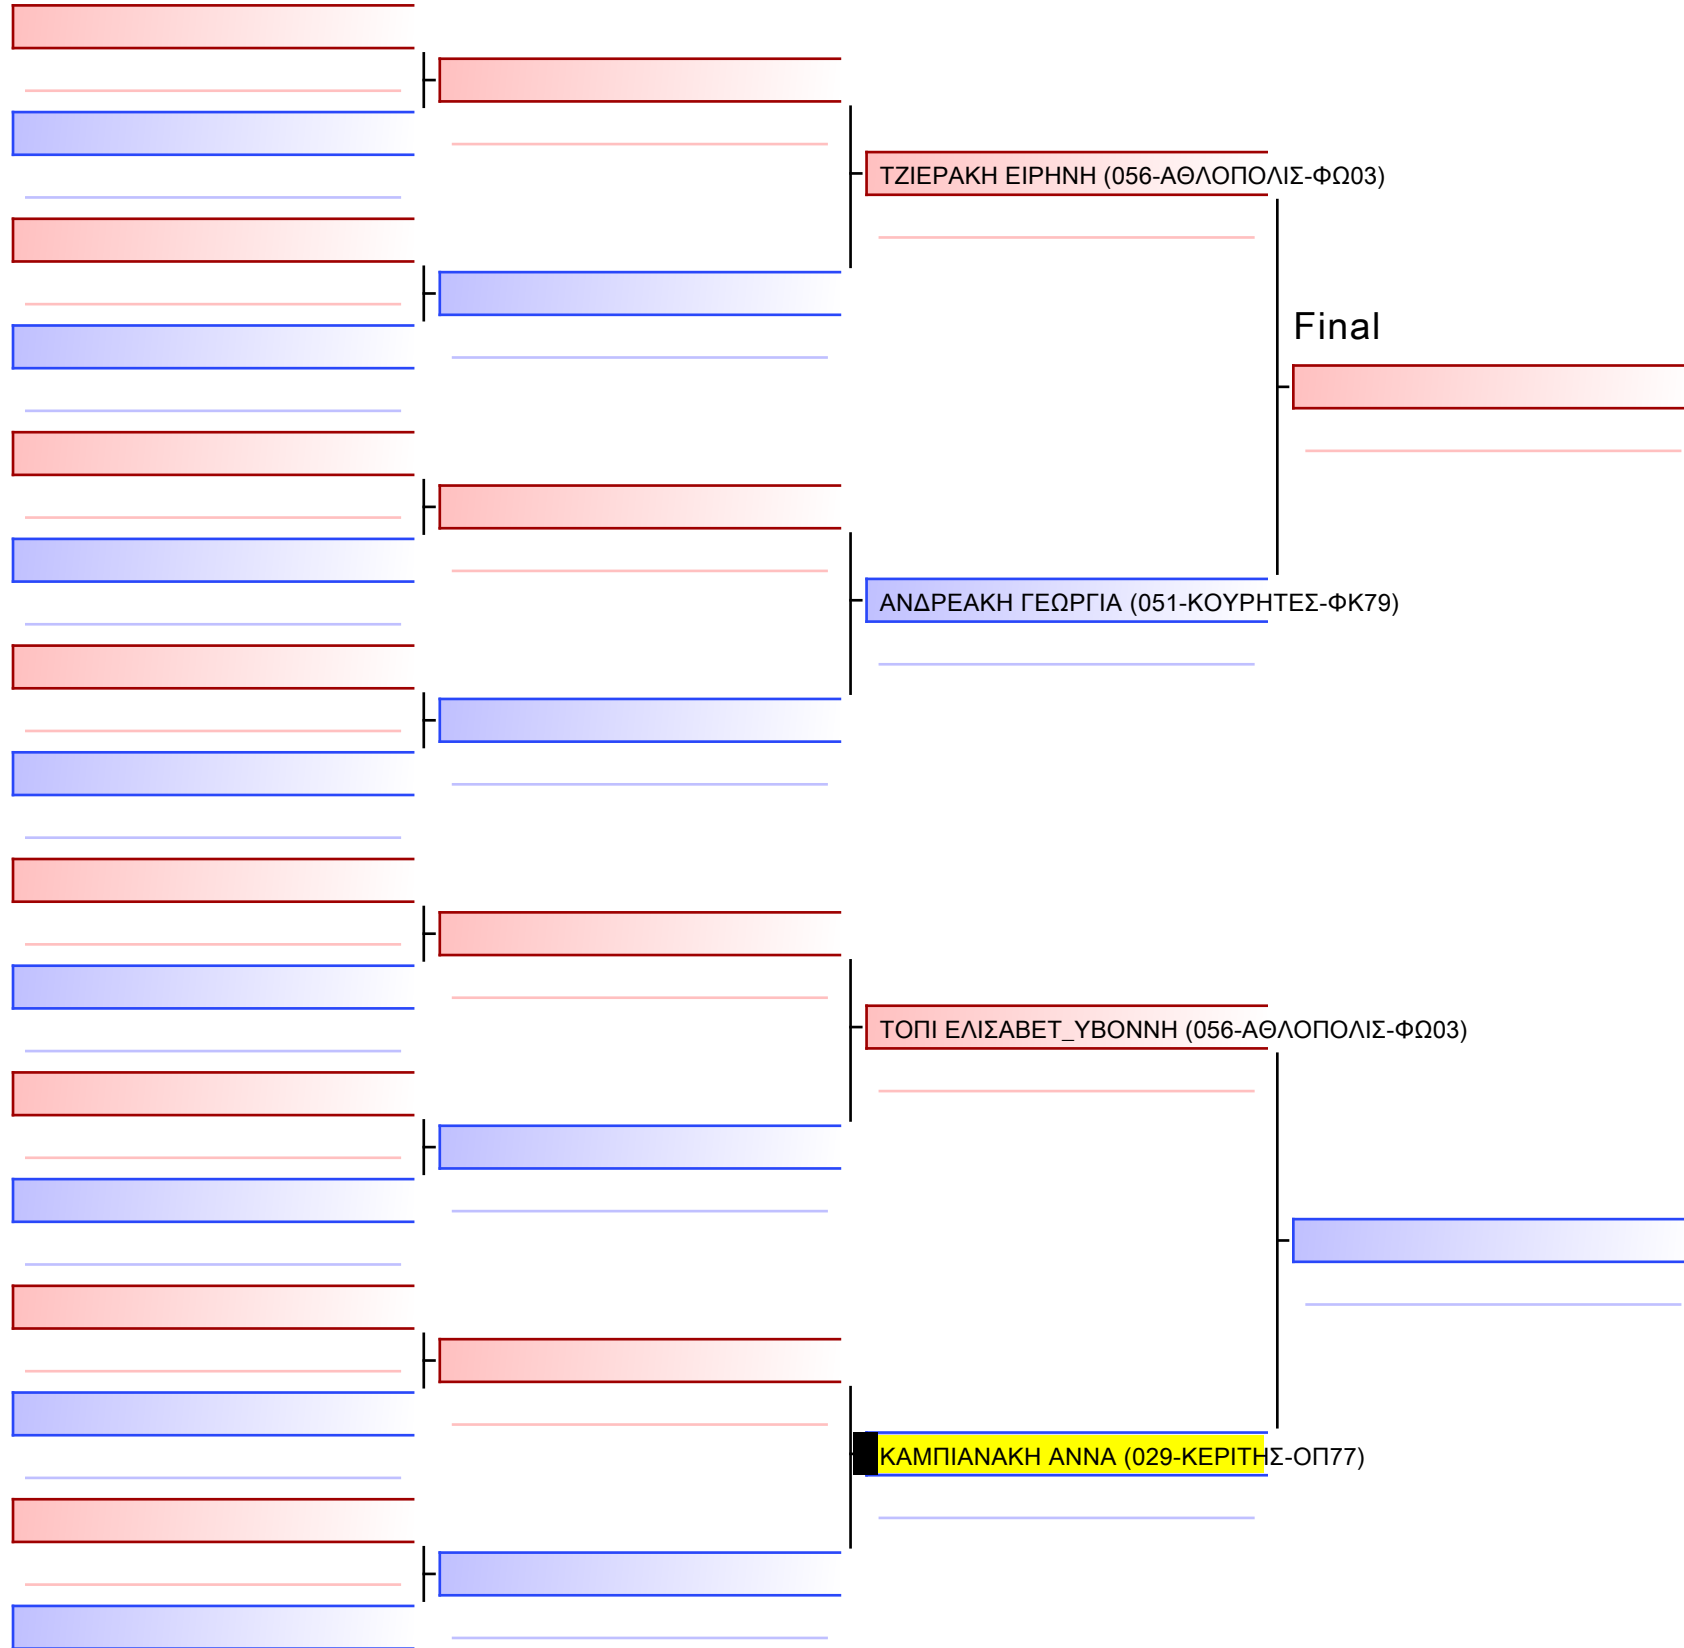 ΤΖΙΕΡΑΚΗ ΕΙΡΗΝΗ (056-ΑΘΛΟΠΟΛΙΣ-ΦΩ03)
Final
ΑΝΔΡΕΑΚΗ ΓΕΩΡΓΙΑ (051-ΚΟΥΡΗΤΕΣ-ΦΚ79)
ΤΟΠΙ ΕΛΙΣΑΒΕΤ_ΥΒΟΝΝΗ (056-ΑΘΛΟΠΟΛΙΣ-ΦΩ03)
ΚΑΜΠΙΑΝΑΚΗ ΑΝΝΑ (029-ΚΕΡΙΤΗΣ-ΟΠ77)